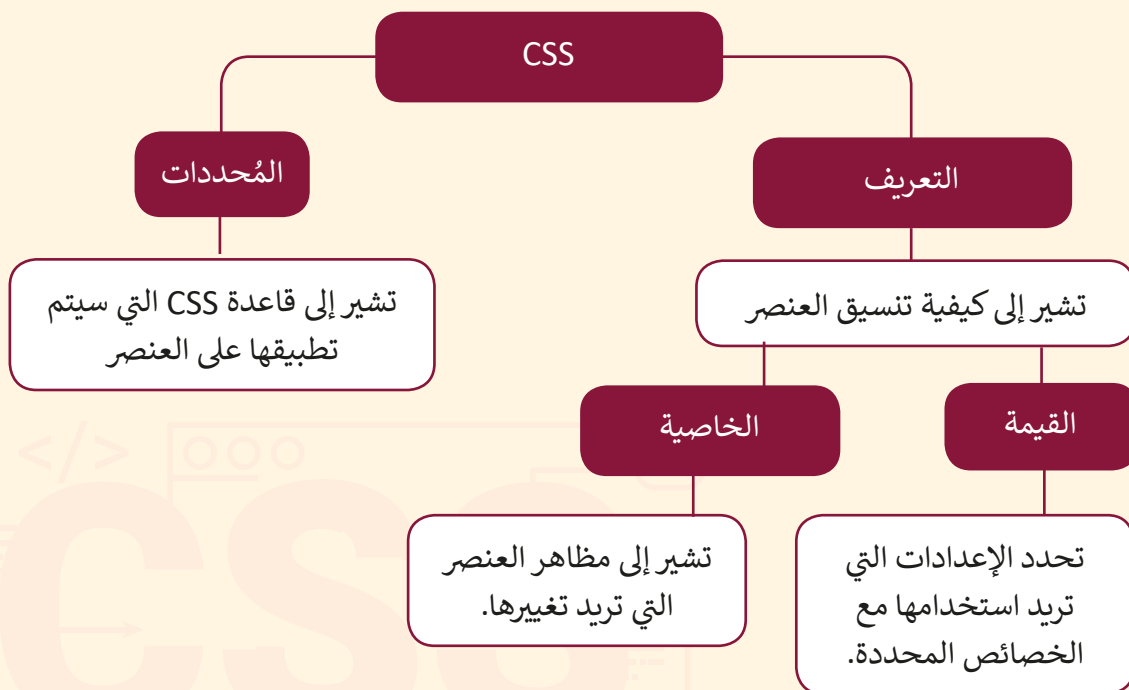 CSS
التعريف
المُحددات
تشير إلى كيفية تنسيق العنصر
تشير إلى قاعدة CSS التي سيتم
تطبيقها على العنصر
القيمة
الخاصية
تحدد الإعدادات التي
تريد استخدامها مع
الخصائص المحددة.
تشير إلى مظاهر العنصر
التي تريد تغييرها.
</>
CSS